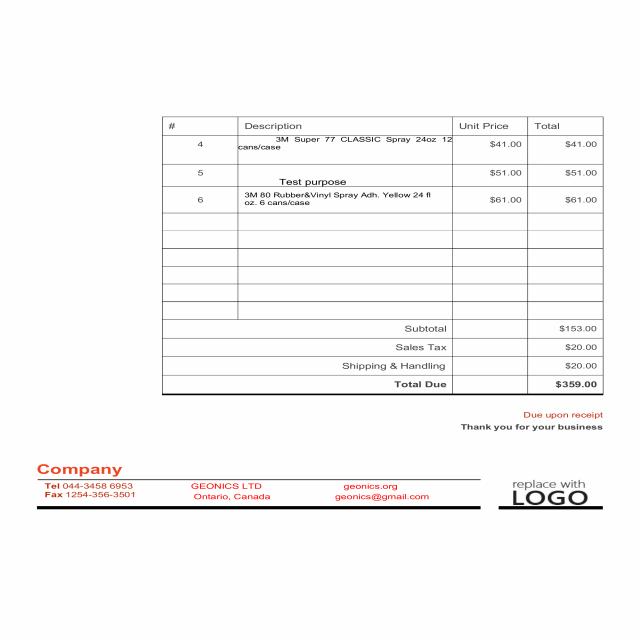 # Description Unit Price Total
4 3M Super 77 CLASSIC Spray 24oz 12 $41.00 $41.00
cans/case
5 Test purpose $51.00 $51.00
6 3M 80 Rubber&Vinyl Spray Adh. Yellow 24 fl $61.00 $61.00
oz. 6 cans/case
Subtotal $153.00
Sales Tax $20.00
Shipping & Handling $20.00
Total Due $359.00
Due upon receipt
Thank you for your business
Company
Tel 044-3458 6953 GEONICS LTD geonics.org
Fax 1254-356-3501 Ontario, Canada geonics@gmail.com
replace with
LOGO